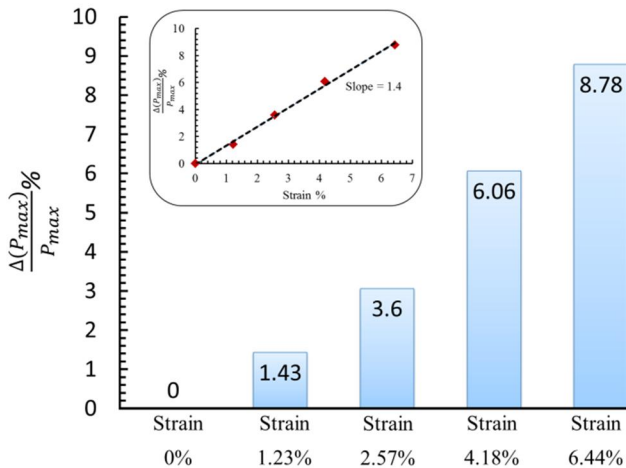 10
9
8
7
6
5
4
3
2
1
0
Δ(Pmax)
Pmax
%
10
8
6
4
2
0
Δ(Pmax)
Pmax
%
Slope = 1.4
0 1 2 3 4 5 6 7
Strain %
0
1.43
3.6
6.06
8.78
Strain Strain Strain Strain Strain
0% 1.23% 2.57% 4.18% 6.44%